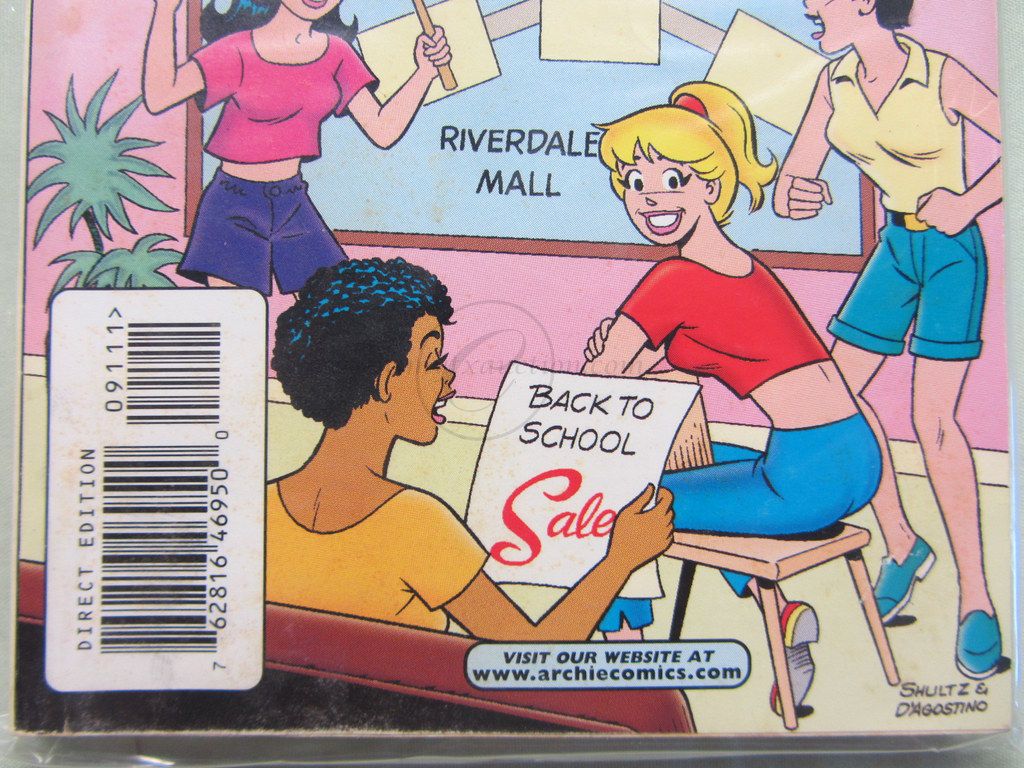 RIVERDALE
MALL
BACK TO
SCHOOL
Sale
DIRECT EDITION
09111>
7 62816 46950 0
VISIT OUR WEBSITE AT
www.archiecomics.com
SHULTZ &
D'AGOSTINO